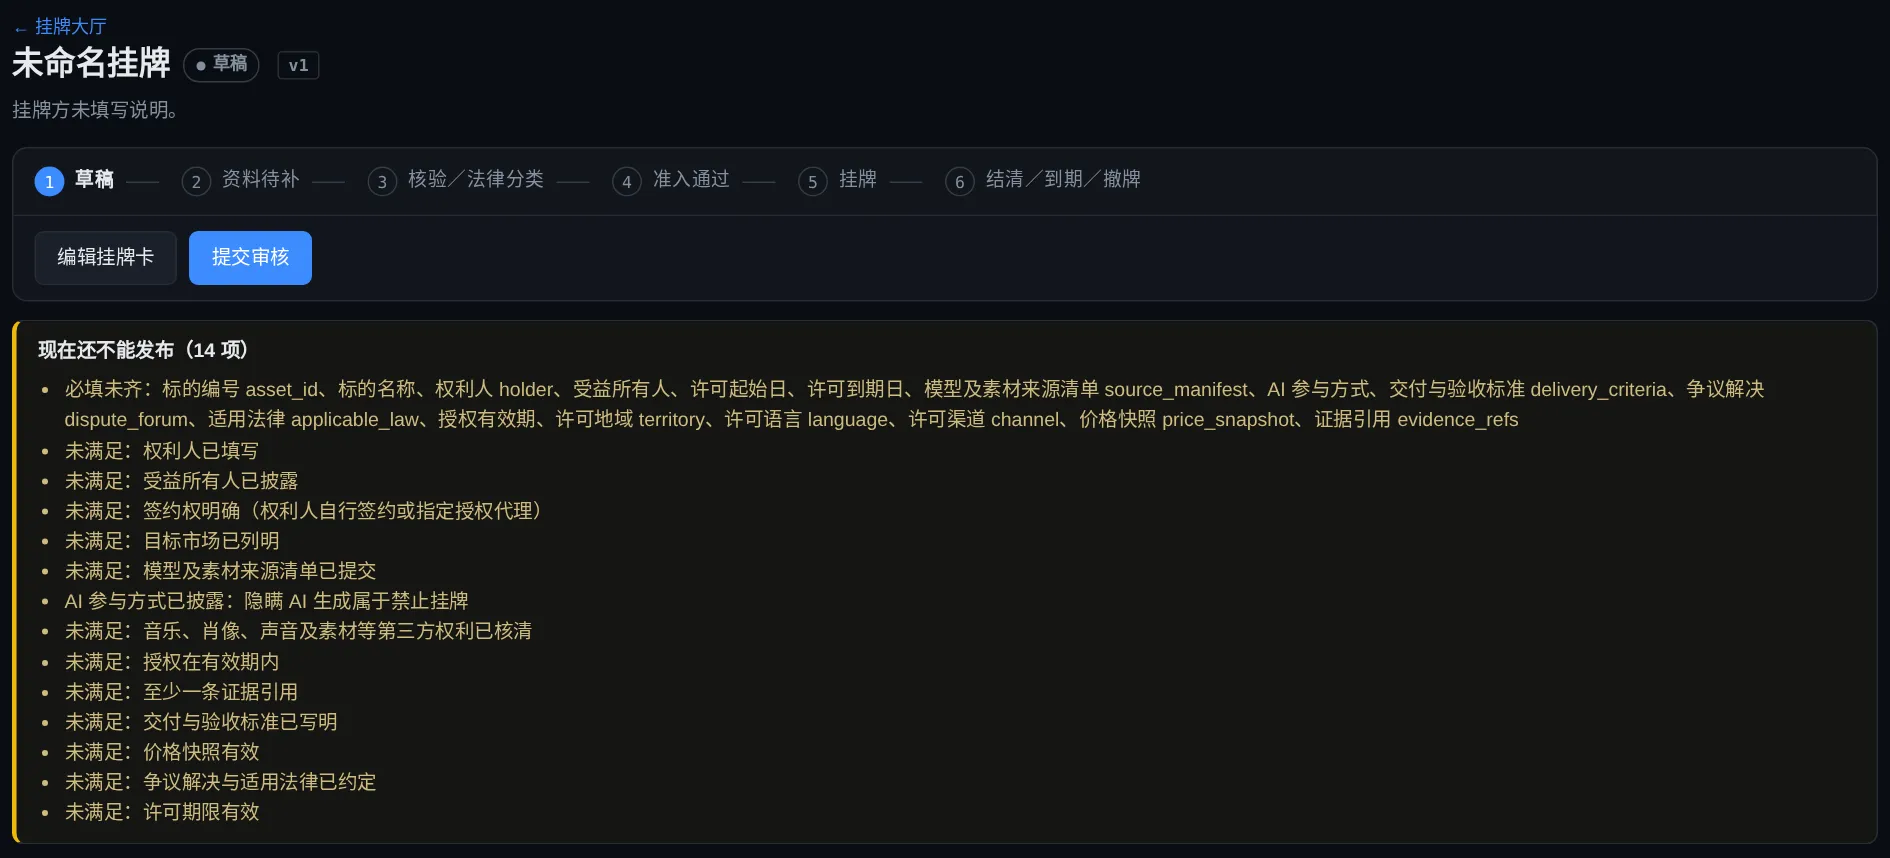 ← 挂牌大厅
未命名挂牌 ● 草稿 v1
挂牌方未填写说明。
1 草稿 2 资料待补 3 核验／法律分类 4 准入通过 5 挂牌 6 结清／到期／撤牌
编辑挂牌卡 提交审核
现在还不能发布（14 项）
• 必填未齐：标的编号 asset_id、标的名称、权利人 holder、受益所有人、许可起始日、许可到期日、模型及素材来源清单 source_manifest、AI 参与方式、交付与验收标准 delivery_criteria、争议解决
dispute_forum、适用法律 applicable_law、授权有效期、许可地域 territory、许可语言 language、许可渠道 channel、价格快照 price_snapshot、证据引用 evidence_refs
• 未满足：权利人已填写
• 未满足：受益所有人已披露
• 未满足：签约权明确（权利人自行签约或指定授权代理）
• 未满足：目标市场已列明
• 未满足：模型及素材来源清单已提交
• AI 参与方式已披露：隐瞒 AI 生成属于禁止挂牌
• 未满足：音乐、肖像、声音及素材等第三方权利已核清
• 未满足：授权在有效期内
• 未满足：至少一条证据引用
• 未满足：交付与验收标准已写明
• 未满足：价格快照有效
• 未满足：争议解决与适用法律已约定
• 未满足：许可期限有效